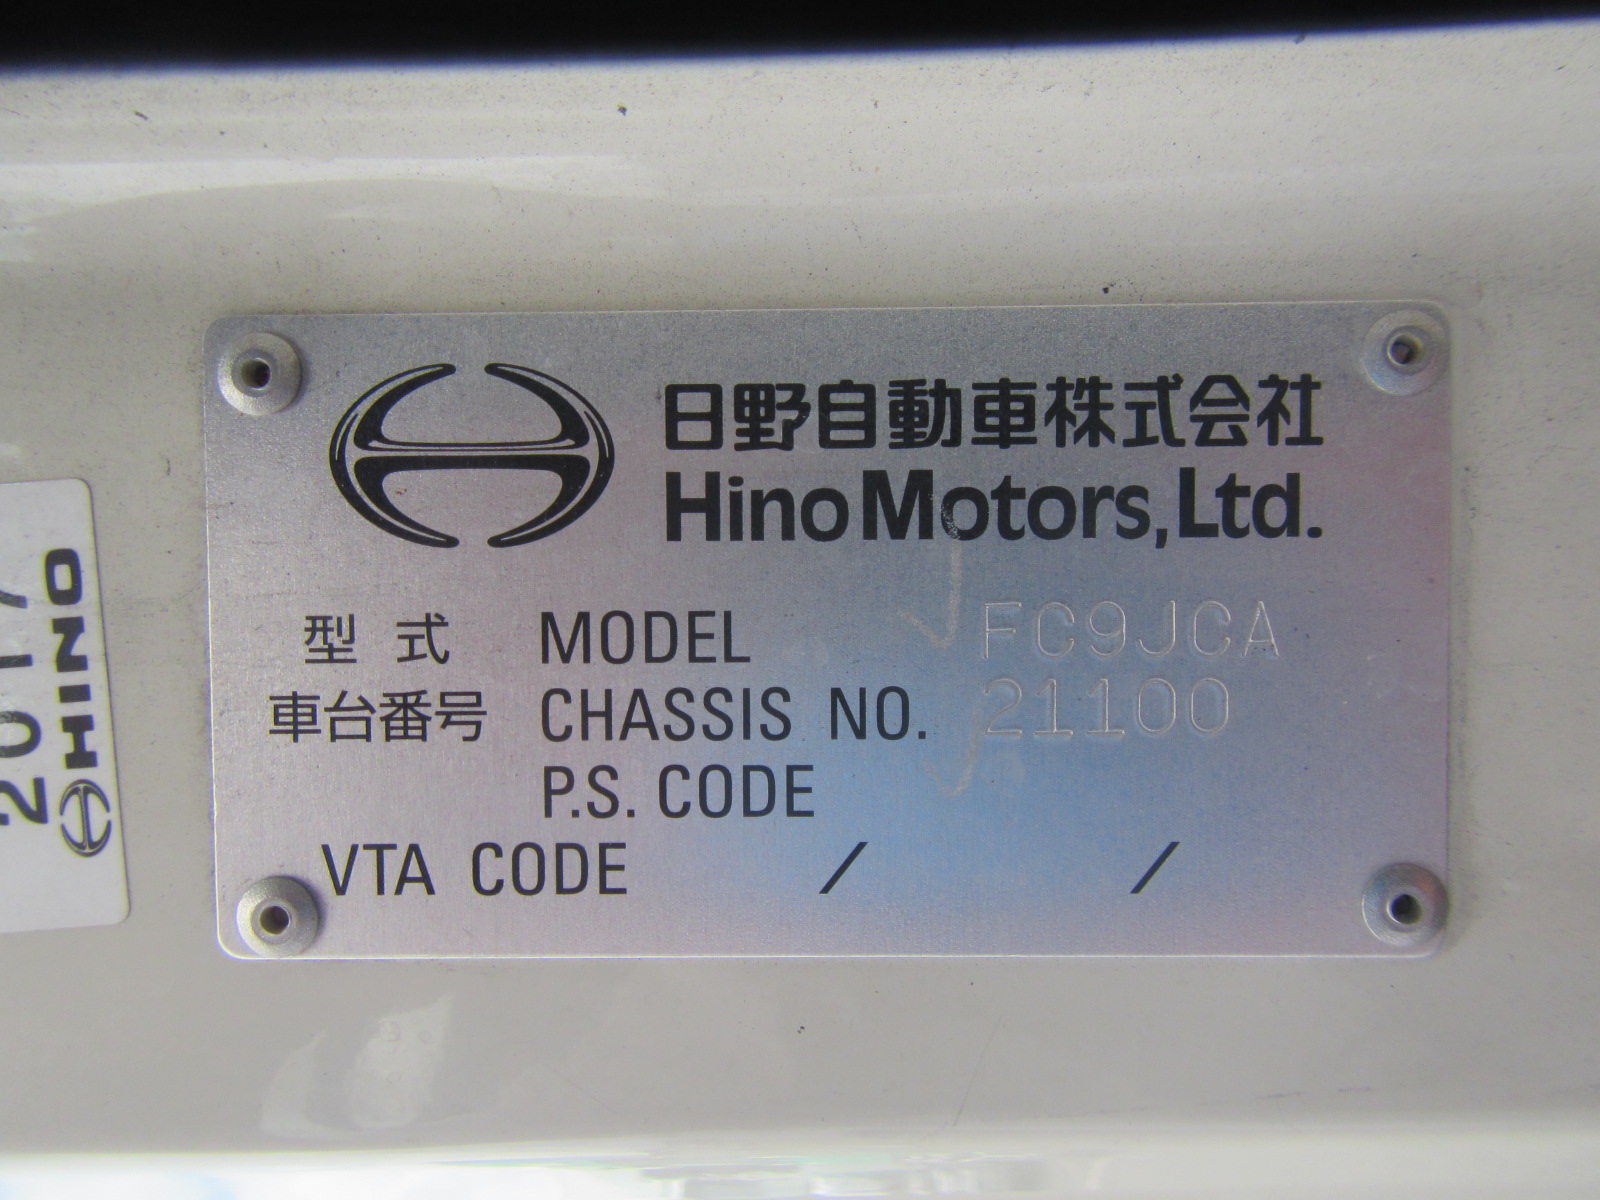 日野自動車株式会社
Hino Motors, Ltd.
型式 MODEL FC9JCA
車台番号 CHASSIS NO. 21100
P.S. CODE
VTA CODE / /
2017
HINO